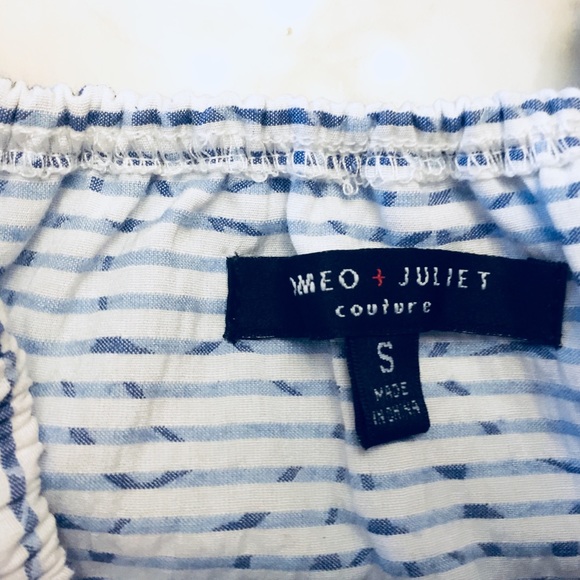 MEO + JULIET
couture
S
MADE
IN CHINA